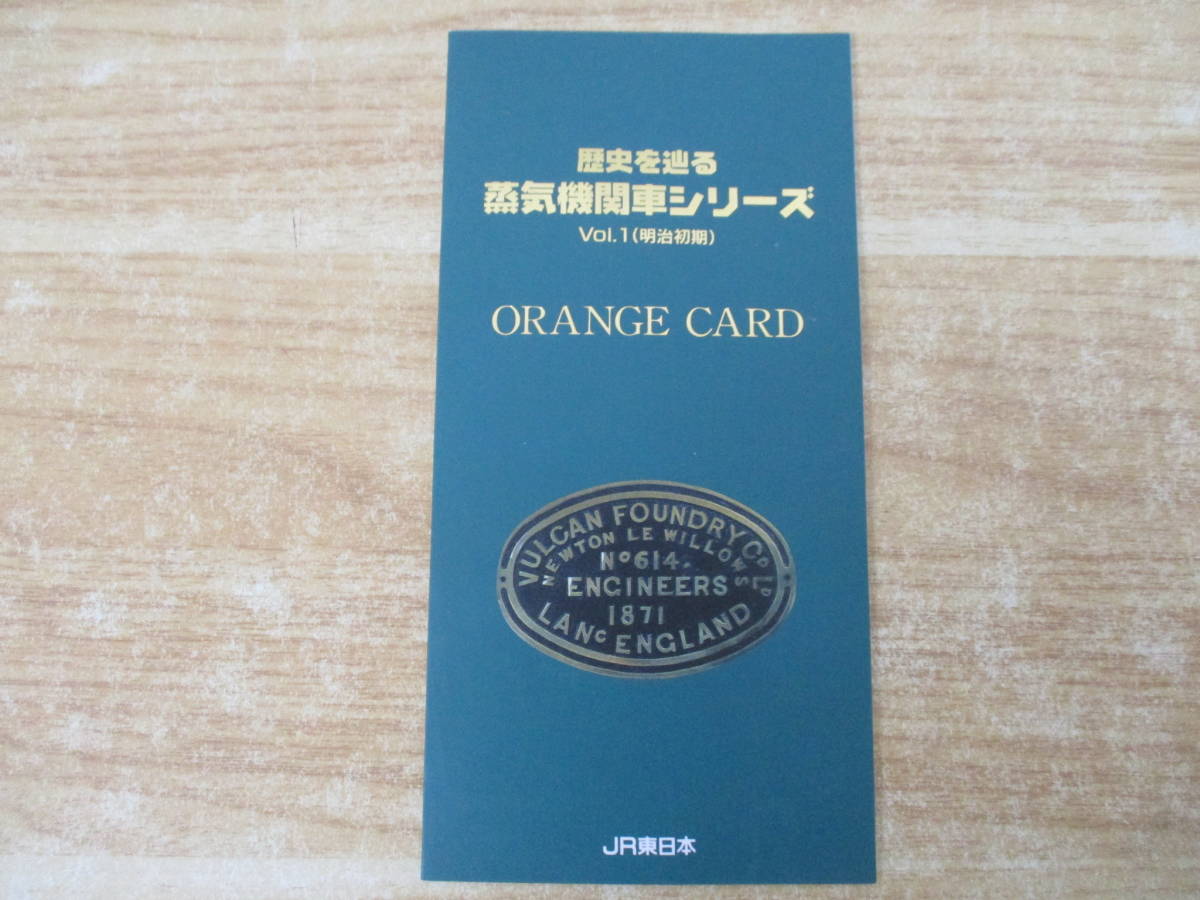 歴史を辿る
蒸気機関車シリーズ
Vol.1(明治初期)
ORANGE CARD
VULCAN FOUNDRY Cº Lᴰ
NEWTON LE WILLOWS
Nº 614.
ENGINEERS
1871
LANC ENGLAND
JR東日本